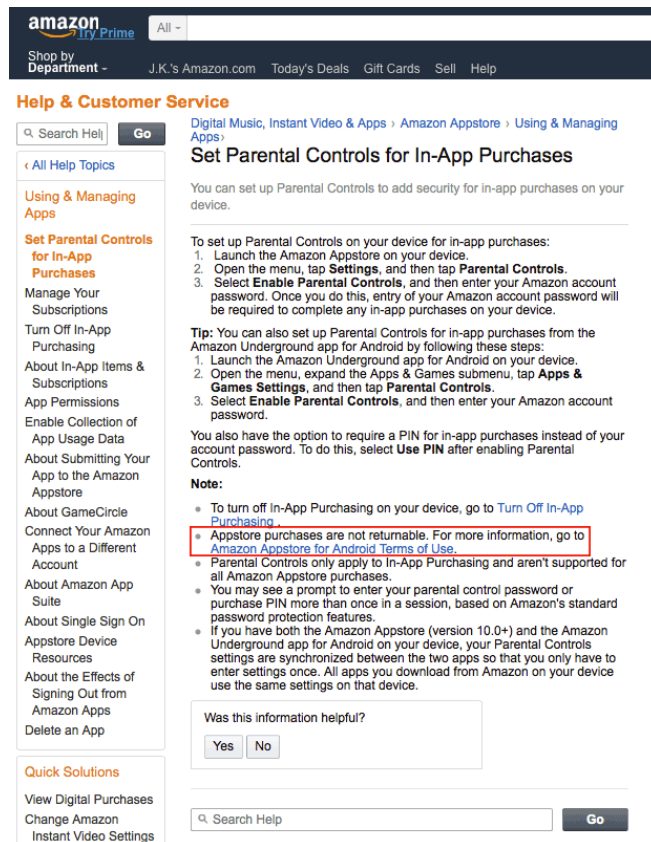 amazon
Try Prime
All
Shop by
Department
J.K.'s Amazon.com Today's Deals Gift Cards Sell Help
Help & Customer Service
Search Hel
Go
‹ All Help Topics
Using & Managing
Apps
Set Parental Controls
for In-App
Purchases
Manage Your
Subscriptions
Turn Off In-App
Purchasing
About In-App Items &
Subscriptions
App Permissions
Enable Collection of
App Usage Data
About Submitting Your
App to the Amazon
Appstore
About GameCircle
Connect Your Amazon
Apps to a Different
Account
About Amazon App
Suite
About Single Sign On
Appstore Device
Resources
About the Effects of
Signing Out from
Amazon Apps
Delete an App
Quick Solutions
View Digital Purchases
Change Amazon
Instant Video Settings
Digital Music, Instant Video & Apps › Amazon Appstore › Using & Managing
Apps›
Set Parental Controls for In-App Purchases
You can set up Parental Controls to add security for in-app purchases on your
device.
To set up Parental Controls on your device for in-app purchases:
1. Launch the Amazon Appstore on your device.
2. Open the menu, tap Settings, and then tap Parental Controls.
3. Select Enable Parental Controls, and then enter your Amazon account
password. Once you do this, entry of your Amazon account password will
be required to complete any in-app purchases on your device.
Tip: You can also set up Parental Controls for in-app purchases from the
Amazon Underground app for Android by following these steps:
1. Launch the Amazon Underground app for Android on your device.
2. Open the menu, expand the Apps & Games submenu, tap Apps &
Games Settings, and then tap Parental Controls.
3. Select Enable Parental Controls, and then enter your Amazon account
password.
You also have the option to require a PIN for in-app purchases instead of your
account password. To do this, select Use PIN after enabling Parental
Controls.
Note:
To turn off In-App Purchasing on your device, go to Turn Off In-App
Purchasing .
Appstore purchases are not returnable. For more information, go to
Amazon Appstore for Android Terms of Use.
Parental Controls only apply to In-App Purchasing and aren't supported for
all Amazon Appstore purchases.
You may see a prompt to enter your parental control password or
purchase PIN more than once in a session, based on Amazon's standard
password protection features.
If you have both the Amazon Appstore (version 10.0+) and the Amazon
Underground app for Android on your device, your Parental Controls
settings are synchronized between the two apps so that you only have to
enter settings once. All apps you download from Amazon on your device
use the same settings on that device.
Was this information helpful?
Yes No
Search Help
Go